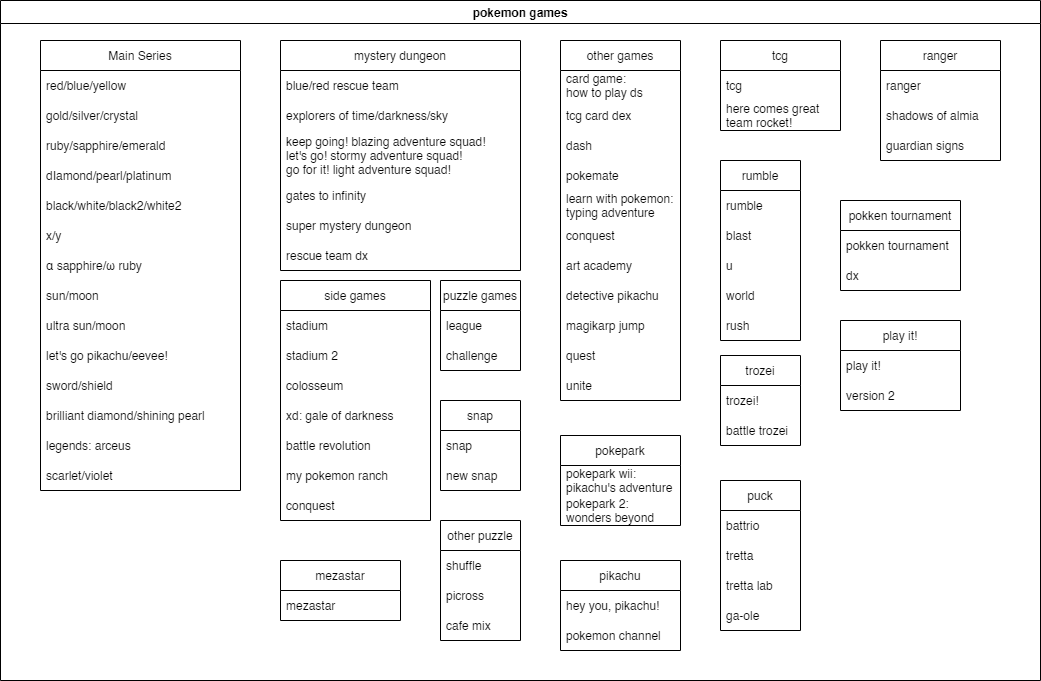 pokemon games
Main Series
red/blue/yellow
gold/silver/crystal
ruby/sapphire/emerald
dIamond/pearl/platinum
black/white/black2/white2
x/y
α sapphire/ω ruby
sun/moon
ultra sun/moon
let's go pikachu/eevee!
sword/shield
brilliant diamond/shining pearl
legends: arceus
scarlet/violet
mystery dungeon
blue/red rescue team
explorers of time/darkness/sky
keep going! blazing adventure squad!
let's go! stormy adventure squad!
go for it! light adventure squad!
gates to infinity
super mystery dungeon
rescue team dx
side games
stadium
stadium 2
colosseum
xd: gale of darkness
battle revolution
my pokemon ranch
conquest
mezastar
mezastar
puzzle games
league
challenge
snap
snap
new snap
other puzzle
shuffle
picross
cafe mix
other games
card game:
how to play ds
tcg card dex
dash
pokemate
learn with pokemon:
typing adventure
conquest
art academy
detective pikachu
magikarp jump
quest
unite
pokepark
pokepark wii:
pikachu's adventure
pokepark 2:
wonders beyond
pikachu
hey you, pikachu!
pokemon channel
tcg
tcg
here comes great
team rocket!
rumble
rumble
blast
u
world
rush
trozei
trozei!
battle trozei
puck
battrio
tretta
tretta lab
ga-ole
ranger
ranger
shadows of almia
guardian signs
pokken tournament
pokken tournament
dx
play it!
play it!
version 2